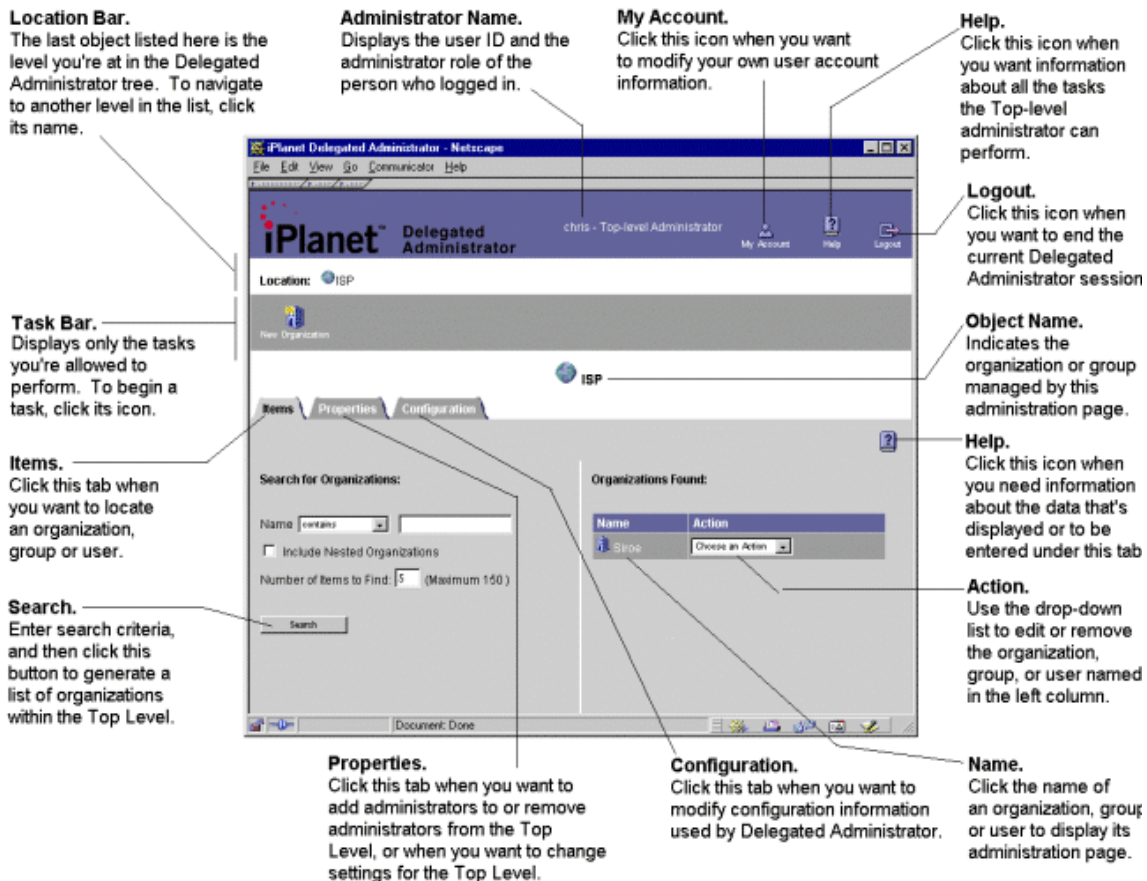 Location Bar.
The last object listed here is the
level you're at in the Delegated
Administrator tree. To navigate
to another level in the list, click
its name.
Administrator Name.
Displays the user ID and the
administrator role of the
person who logged in.
My Account.
Click this icon when you want
to modify your own user account
information.
Help.
Click this icon when
you want information
about all the tasks
the Top-level
administrator can
perform.
Logout.
Click this icon when
you want to end the
current Delegated
Administrator session
Object Name.
Indicates the
organization or group
managed by this
administration page.
Help.
Click this icon when
you need information
about the data that's
displayed or to be
entered under this tab
Action.
Use the drop-down
list to edit or remove
the organization,
group, or user named
in the left column.
Name.
Click the name of
an organization, group
or user to display its
administration page.
Task Bar.
Displays only the tasks
you're allowed to
perform. To begin a
task, click its icon.
Items.
Click this tab when
you want to locate
an organization,
group or user.
Search.
Enter search criteria,
and then click this
button to generate a
list of organizations
within the Top Level.
Properties.
Click this tab when you want to
add administrators to or remove
administrators from the Top
Level, or when you want to change
settings for the Top Level.
Configuration.
Click this tab when you want to
modify configuration information
used by Delegated Administrator.
iPlanet Delegated Administrator - Netscape
File Edit View Go Communicator Help
iPlanet™ Delegated
Administrator
chris - Top-level Administrator
My Account
Help
Logout
Location: ISP
New Organization
ISP
Items Properties Configuration
Search for Organizations:
Name contains
Include Nested Organizations
Number of Items to Find: 5 (Maximum 150 )
Search
Organizations Found:
Name Action
Siroe Choose an Action
Document: Done